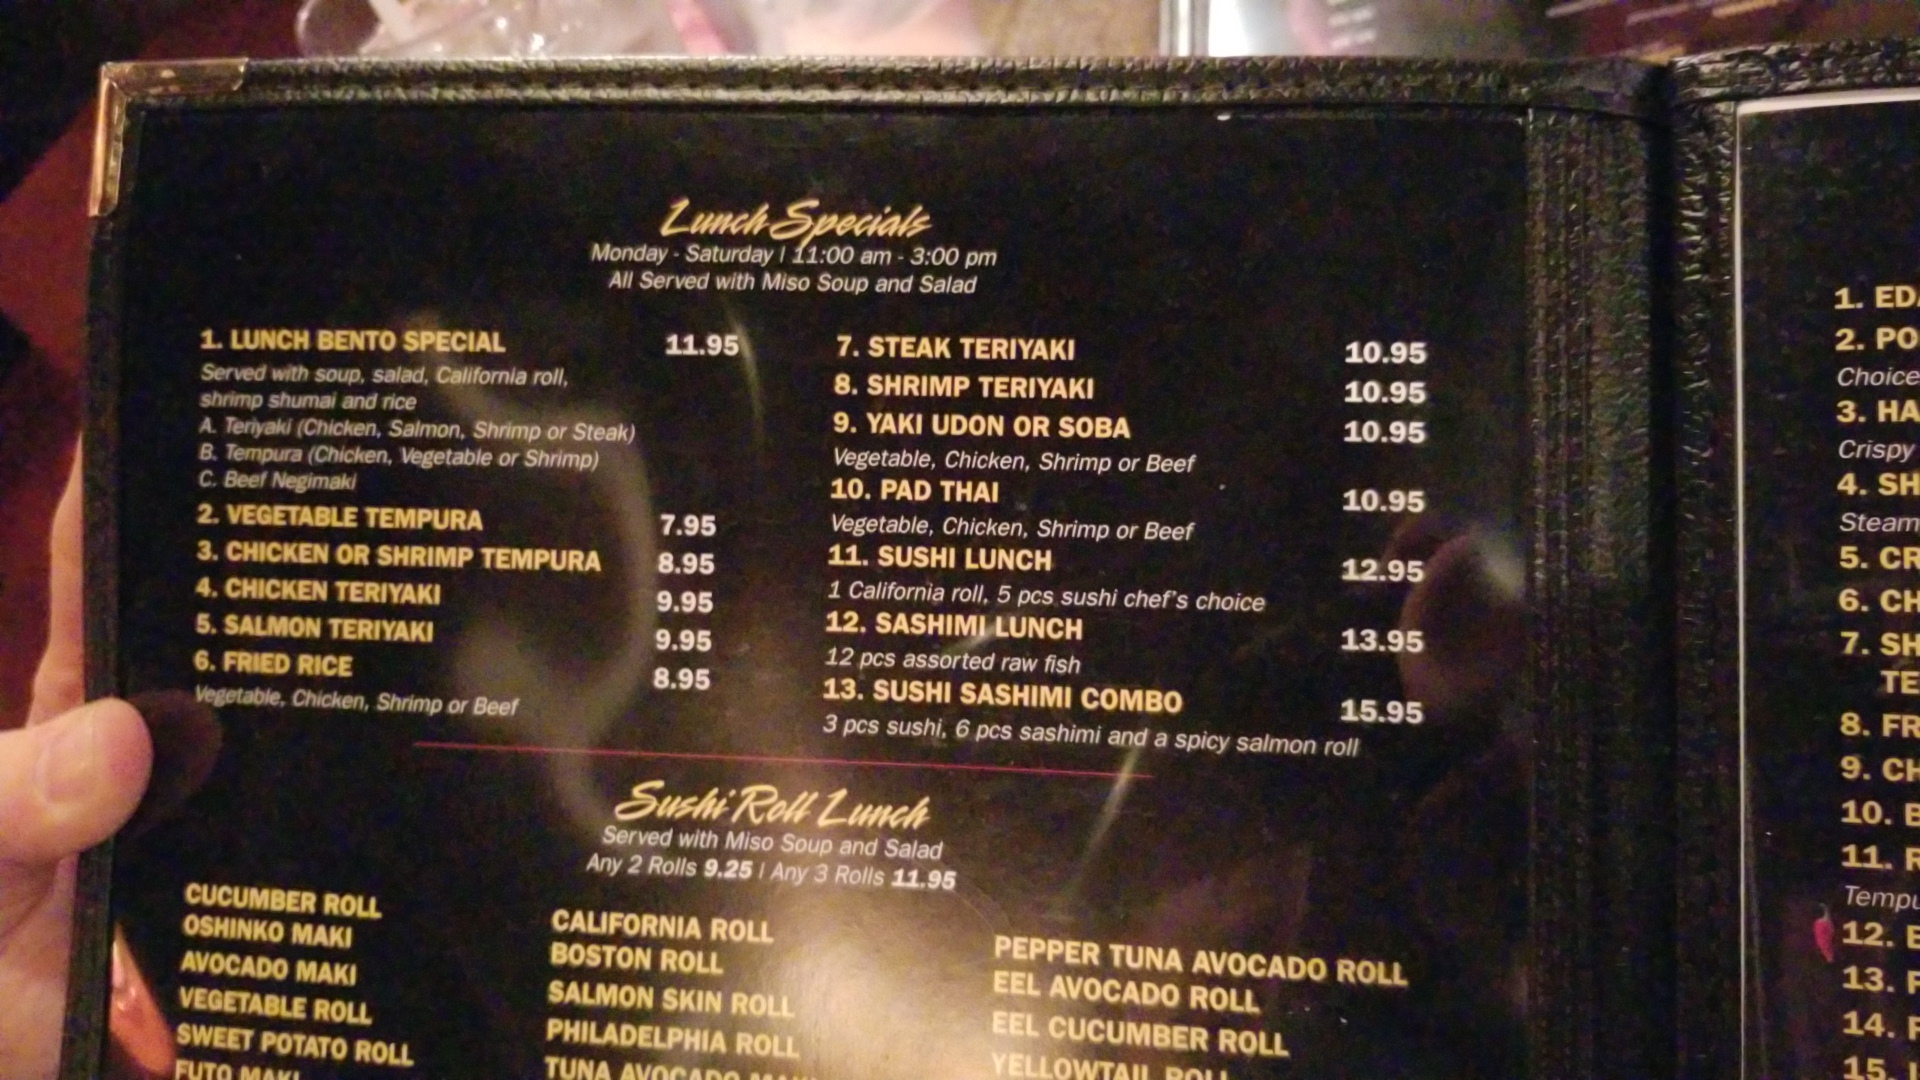 Lunch Specials
Monday - Saturday | 11:00 am - 3:00 pm
All Served with Miso Soup and Salad
1. LUNCH BENTO SPECIAL 11.95
Served with soup, salad, California roll,
shrimp shumai and rice
A. Teriyaki (Chicken, Salmon, Shrimp or Steak)
B. Tempura (Chicken, Vegetable or Shrimp)
C. Beef Negimaki
2. VEGETABLE TEMPURA 7.95
3. CHICKEN OR SHRIMP TEMPURA 8.95
4. CHICKEN TERIYAKI 9.95
5. SALMON TERIYAKI 9.95
6. FRIED RICE 8.95
Vegetable, Chicken, Shrimp or Beef
7. STEAK TERIYAKI 10.95
8. SHRIMP TERIYAKI 10.95
9. YAKI UDON OR SOBA 10.95
Vegetable, Chicken, Shrimp or Beef
10. PAD THAI 10.95
Vegetable, Chicken, Shrimp or Beef
11. SUSHI LUNCH 12.95
1 California roll, 5 pcs sushi chef's choice
12. SASHIMI LUNCH 13.95
12 pcs assorted raw fish
13. SUSHI SASHIMI COMBO 15.95
3 pcs sushi, 6 pcs sashimi and a spicy salmon roll
Sushi Roll Lunch
Served with Miso Soup and Salad
Any 2 Rolls 9.25 | Any 3 Rolls 11.95
CUCUMBER ROLL
OSHINKO MAKI
AVOCADO MAKI
VEGETABLE ROLL
SWEET POTATO ROLL
FUTO MAKI
CALIFORNIA ROLL
BOSTON ROLL
SALMON SKIN ROLL
PHILADELPHIA ROLL
TUNA AVOCADO MAKI
PEPPER TUNA AVOCADO ROLL
EEL AVOCADO ROLL
EEL CUCUMBER ROLL
YELLOWTAIL ROLL
1.
2.
Choice
3.
Crispy
4.
Steam
5.
6.
7.
8.
9.
10.
11.
12.
13.
14.
15.